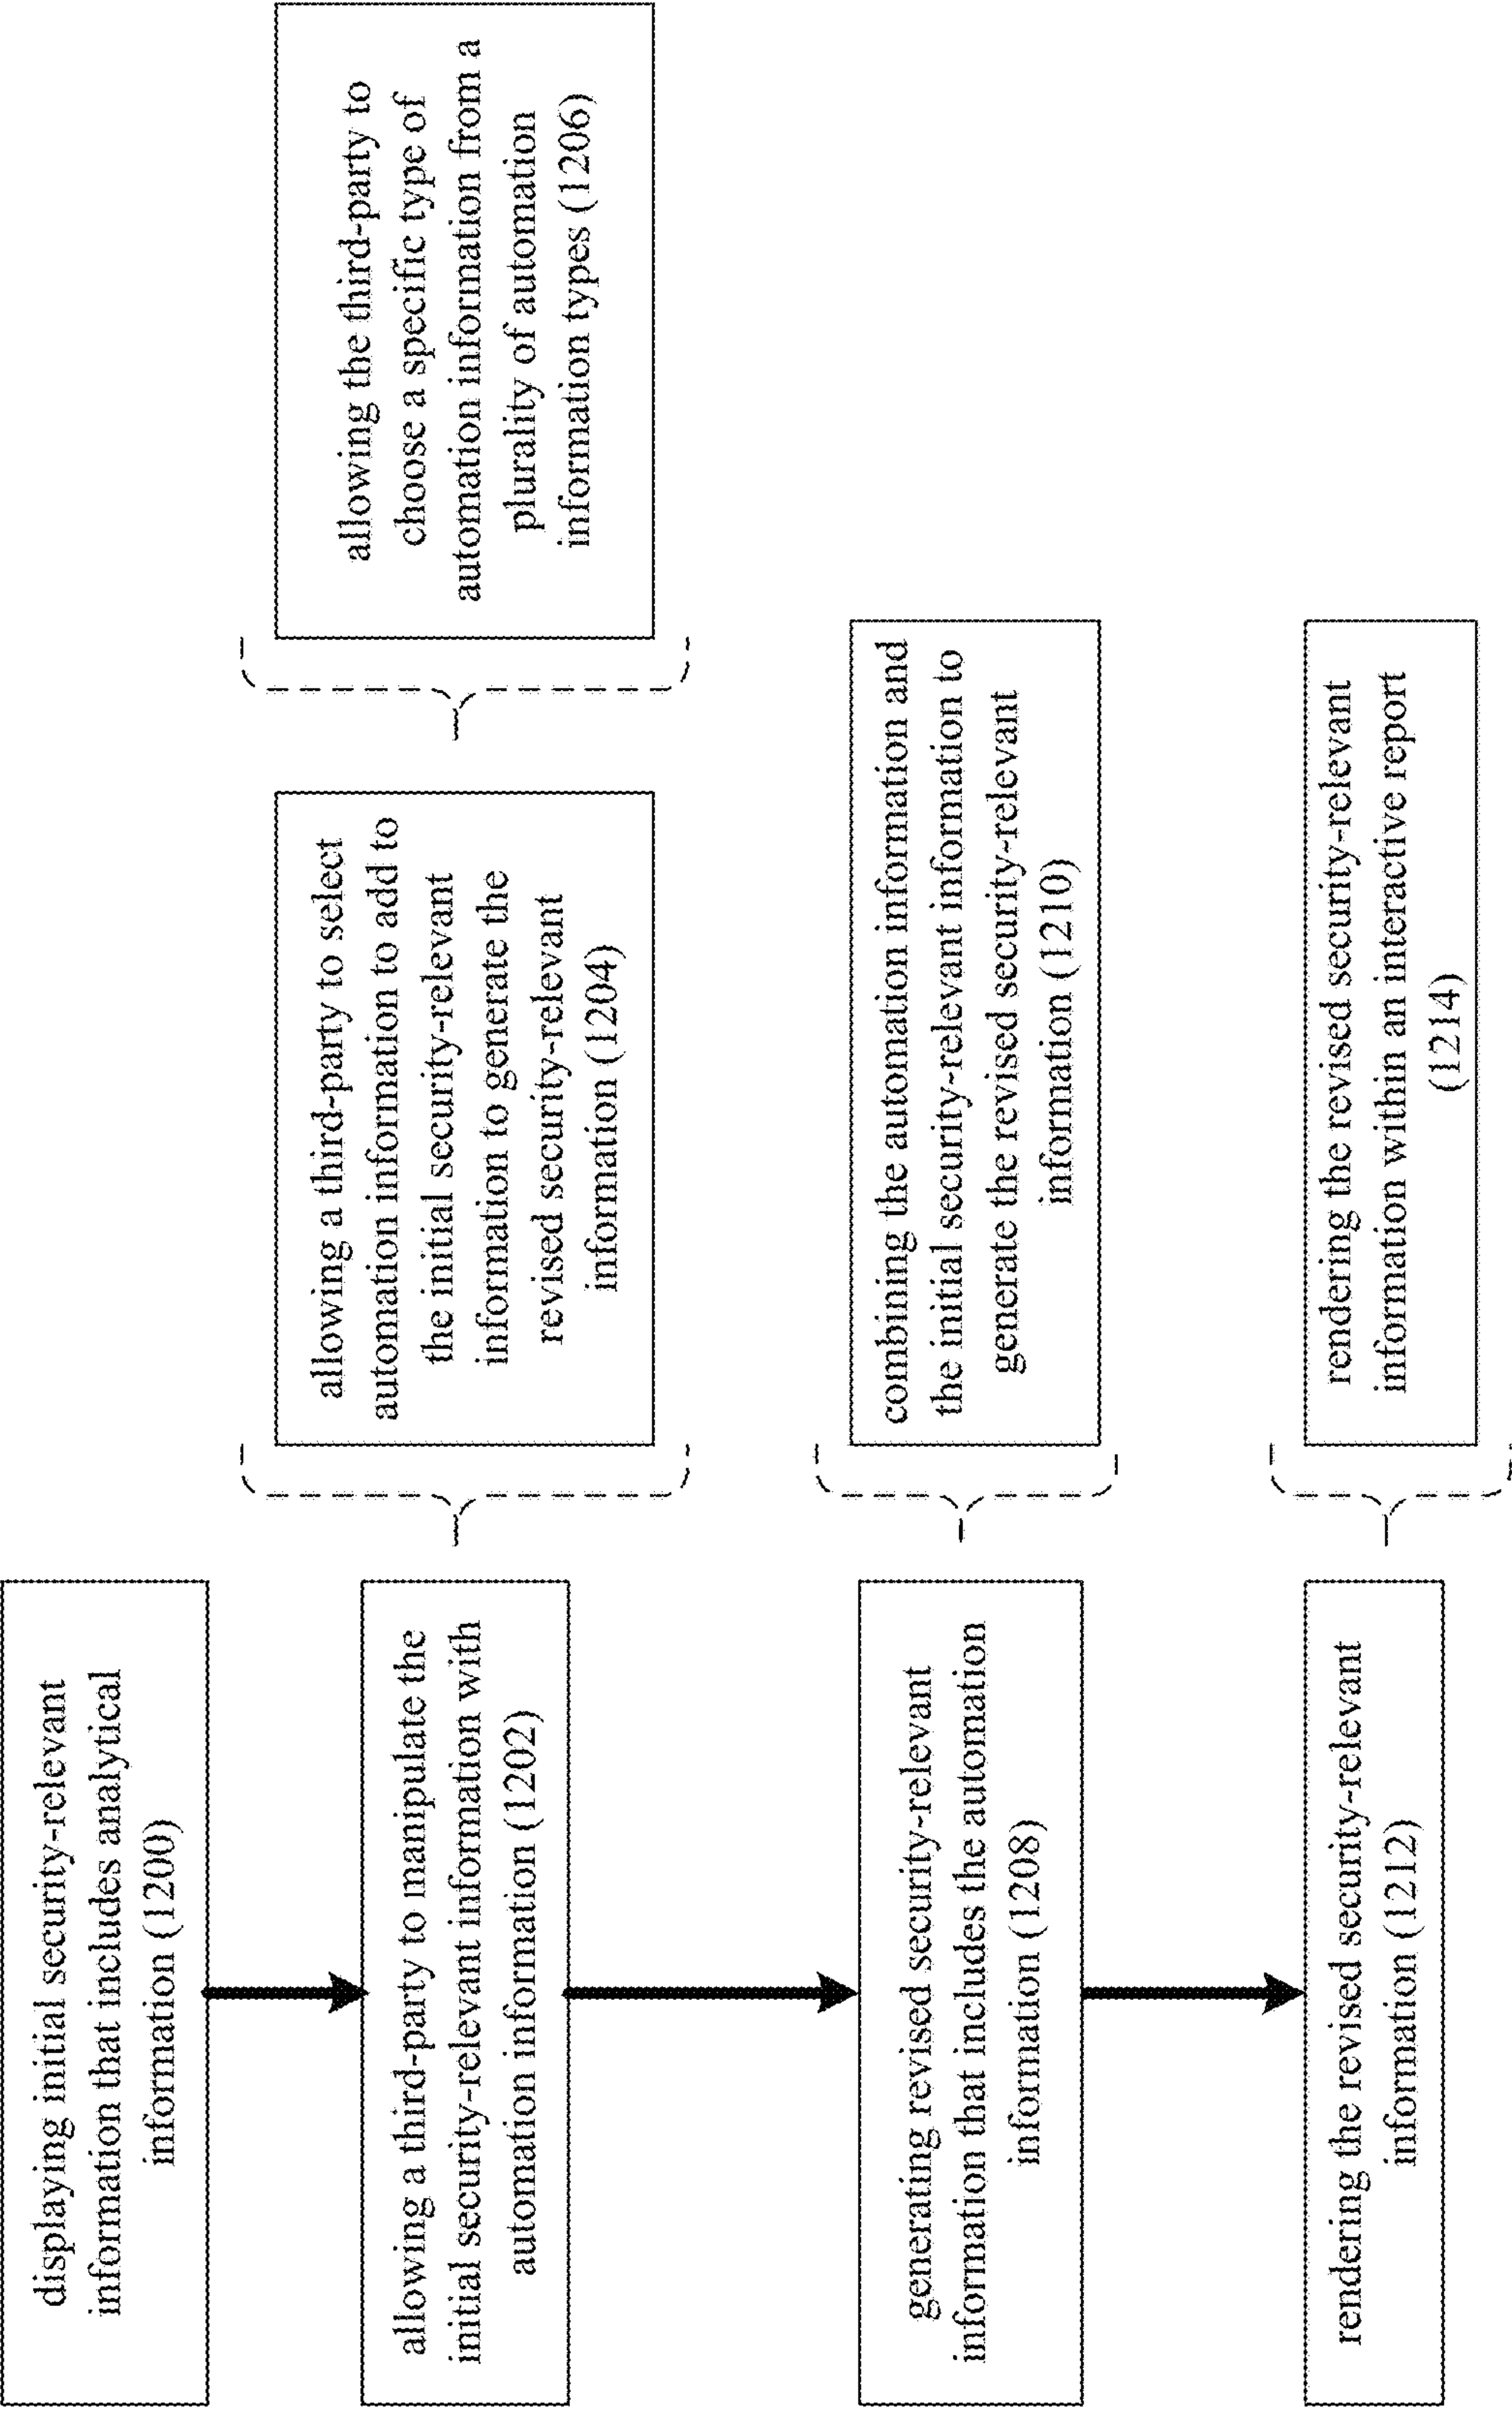 displaying initial security-relevant
information that includes analytical
information (1200)
allowing a third-party to manipulate the
initial security-relevant information with
automation information (1202)
allowing a third-party to select
automation information to add to
the initial security-relevant
information to generate the
revised security-relevant
information (1204)
allowing the third-party to
choose a specific type of
automation information from a
plurality of automation
information types (1206)
generating revised security-relevant
information that includes the automation
information (1208)
combining the automation information and
the initial security-relevant information to
generate the revised security-relevant
information (1210)
rendering the revised security-relevant
information (1212)
rendering the revised security-relevant
information within an interactive report
(1214)